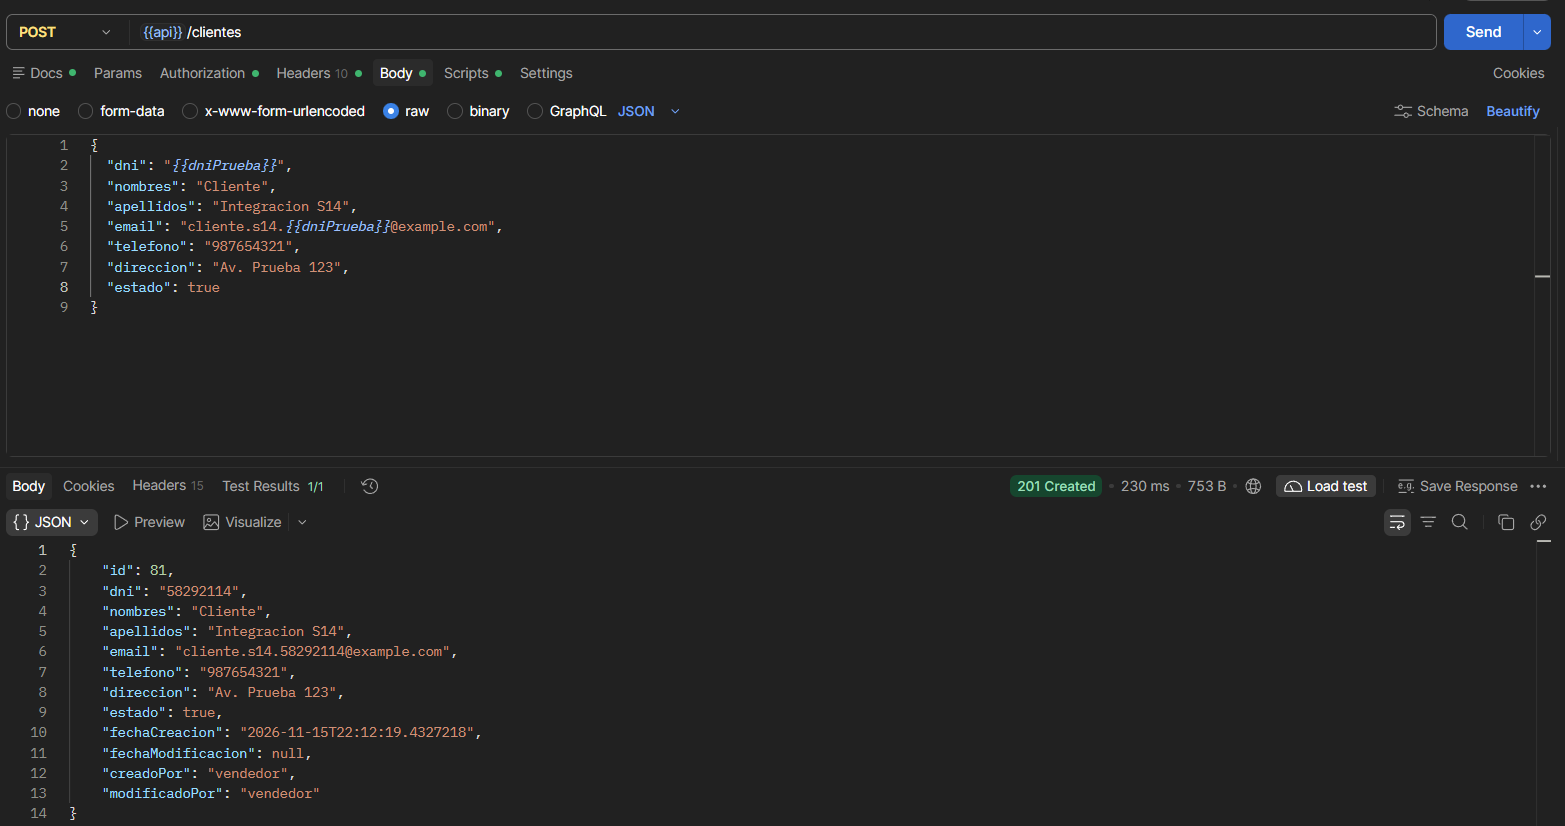 POST {{api}} /clientes Send
Docs Params Authorization Headers 10 Body Scripts Settings Cookies
none form-data x-www-form-urlencoded raw binary GraphQL JSON Schema Beautify
1 {
2 "dni": "{{dniPrueba}}",
3 "nombres": "Cliente",
4 "apellidos": "Integracion S14",
5 "email": "cliente.s14.{{dniPrueba}}@example.com",
6 "telefono": "987654321",
7 "direccion": "Av. Prueba 123",
8 "estado": true
9 }
Body Cookies Headers 15 Test Results 1/1 201 Created • 230 ms • 753 B • Load test e.g. Save Response
{} JSON Preview Visualize
1 {
2 "id": 81,
3 "dni": "58292114",
4 "nombres": "Cliente",
5 "apellidos": "Integracion S14",
6 "email": "cliente.s14.58292114@example.com",
7 "telefono": "987654321",
8 "direccion": "Av. Prueba 123",
9 "estado": true,
10 "fechaCreacion": "2026-11-15T22:12:19.4327218",
11 "fechaModificacion": null,
12 "creadoPor": "vendedor",
13 "modificadoPor": "vendedor"
14 }